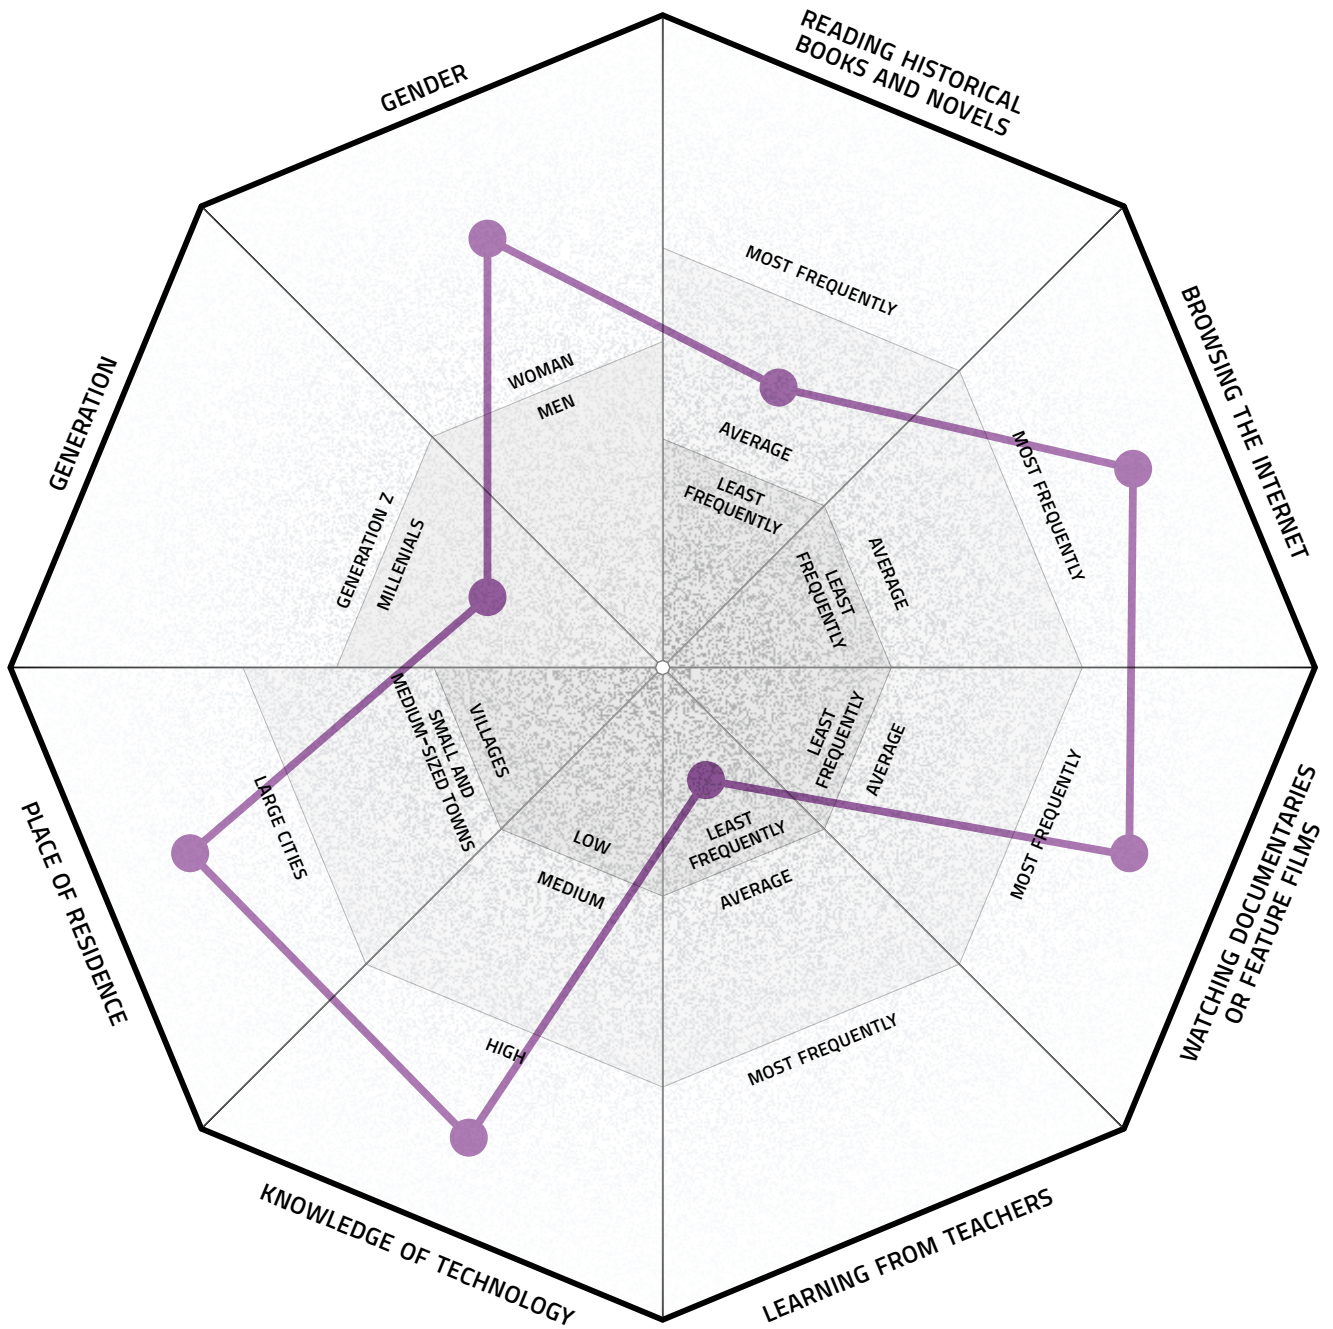 READING HISTORICAL
BOOKS AND NOVELS
GENDER
MOST FREQUENTLY
AVERAGE
LEAST
FREQUENTLY
BROWSING THE INTERNET
MOST FREQUENTLY
AVERAGE
LEAST
FREQUENTLY
WOMAN
MEN
GENERATION
GENERATION Z
MILLENIALS
WATCHING DOCUMENTARIES
OR FEATURE FILMS
LEAST
FREQUENTLY
AVERAGE
MOST FREQUENTLY
LEARNING FROM TEACHERS
LEAST
FREQUENTLY
AVERAGE
MOST FREQUENTLY
KNOWLEDGE OF TECHNOLOGY
LOW
MEDIUM
HIGH
PLACE OF RESIDENCE
VILLAGES
SMALL AND
MEDIUM-SIZED TOWNS
LARGE CITIES